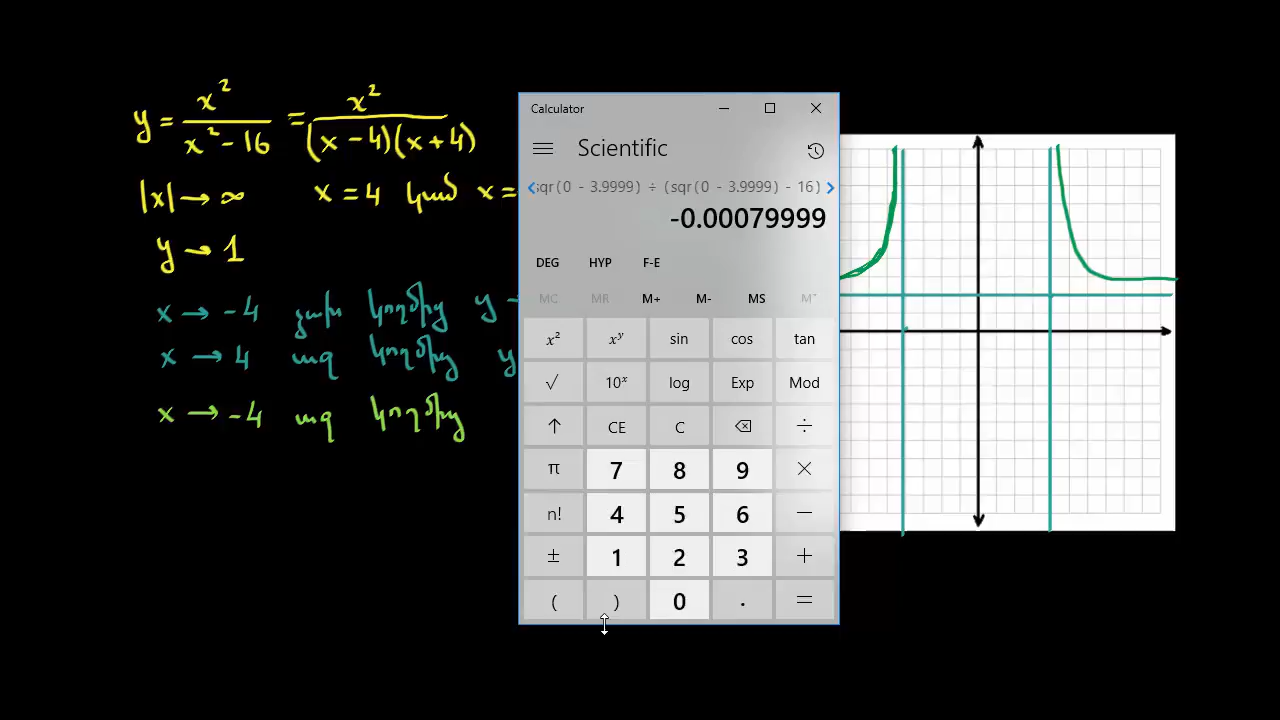 y = x²/(x² - 16) = x²/((x - 4)(x + 4))
|x| → ∞ x = 4 կամ x =
y → 1
x → -4 ձախ կողմից y →
x → 4 աջ կողմից y
x → -4 աջ կողմից
Calculator
Scientific
sqr(0 - 3.9999) ÷ (sqr(0 - 3.9999) - 16)
-0.00079999
DEG HYP F-E
MC MR M+ M- MS M˅
x² xʸ sin cos tan
√ 10ˣ log Exp Mod
↑ CE C ⌫ ÷
π 7 8 9 ×
n! 4 5 6 −
± 1 2 3 +
( ) 0 . =